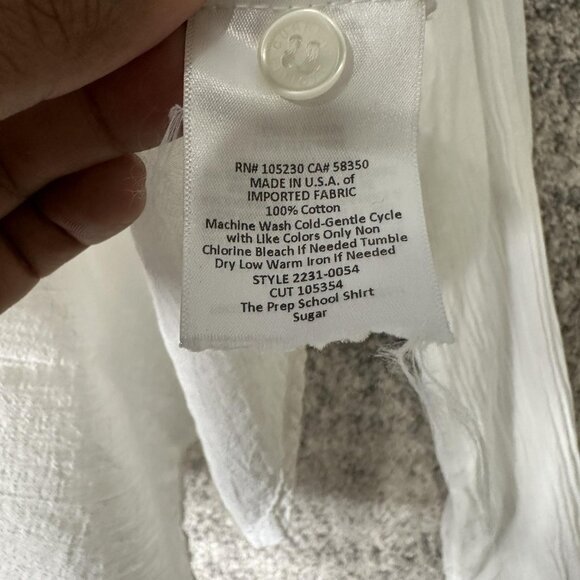 RN# 105230 CA# 58350
MADE IN U.S.A. of
IMPORTED FABRIC
100% Cotton
Machine Wash Cold-Gentle Cycle
with Like Colors Only Non
Chlorine Bleach If Needed Tumble
Dry Low Warm Iron If Needed
STYLE 2231-0054
CUT 105354
The Prep School Shirt
Sugar